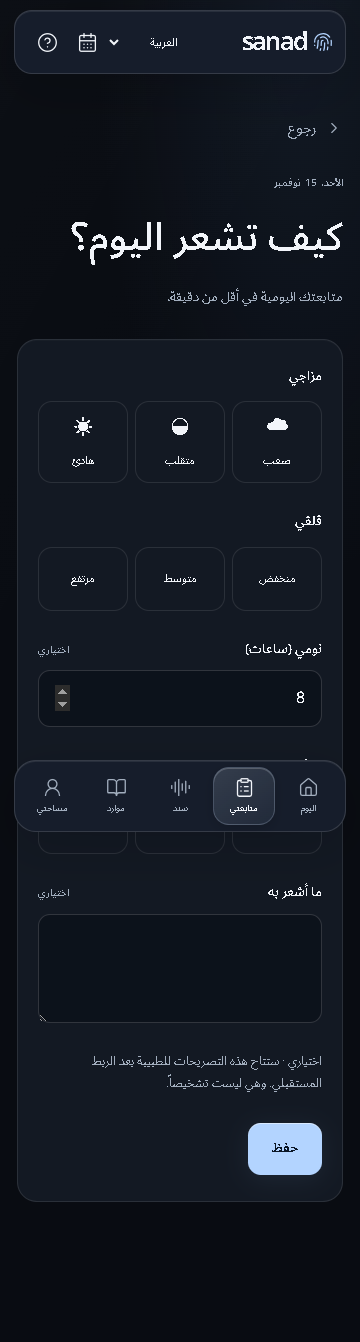 sanad
العربية
رجوع
الأحد، 15 نوفمبر
كيف تشعر اليوم؟
متابعتك اليومية في أقل من دقيقة.
مزاجي
صعب
متقلب
هادئ
قلقي
منخفض
متوسط
مرتفع
نومي (ساعات)
اختياري
8
اليوم
متابعتي
سند
موارد
مساحتي
ما أشعر به
اختياري
اختياري · ستتاح هذه التصريحات للطبيبة بعد الربط
المستقبلي. وهي ليست تشخيصاً.
حفظ